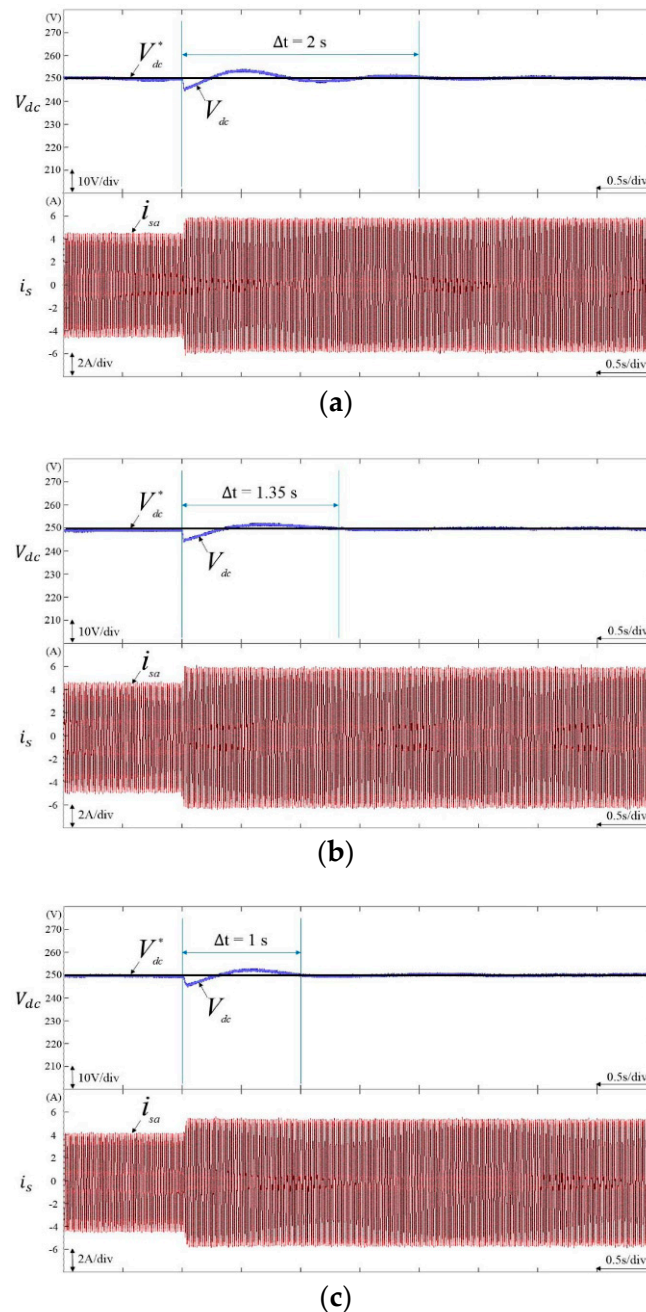 (V)
270
260
250
240
230
220
210
V*dc
Δt = 2 s
Vdc
Vdc
10V/div
0.5s/div
(A)
6
4
2
0
-2
-4
-6
isa
is
2A/div
0.5s/div
(a)
(V)
270
260
250
240
230
220
210
V*dc
Δt = 1.35 s
Vdc
Vdc
10V/div
0.5s/div
(A)
6
4
2
0
-2
-4
-6
isa
is
2A/div
0.5s/div
(b)
(V)
270
260
250
240
230
220
210
V*dc
Δt = 1 s
Vdc
Vdc
10V/div
0.5s/div
(A)
6
4
2
0
-2
-4
-6
isa
is
2A/div
0.5s/div
(c)